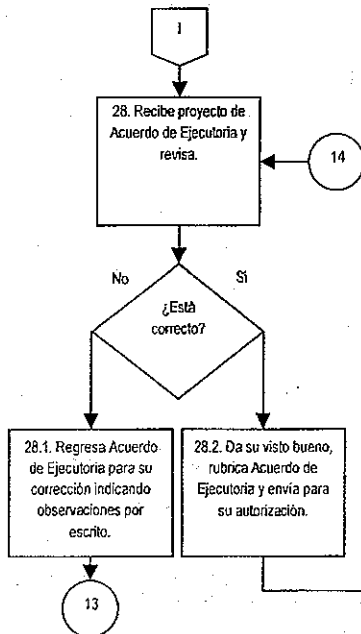 I
28. Recibe proyecto de
Acuerdo de Ejecutoria y
revisa.
14
No
Sí
¿Está
correcto?
28.1. Regresa Acuerdo
de Ejecutoria para su
corrección indicando
observaciones por
escrito.
28.2. Da su visto bueno,
rubrica Acuerdo de
Ejecutoria y envía para
su autorización.
13